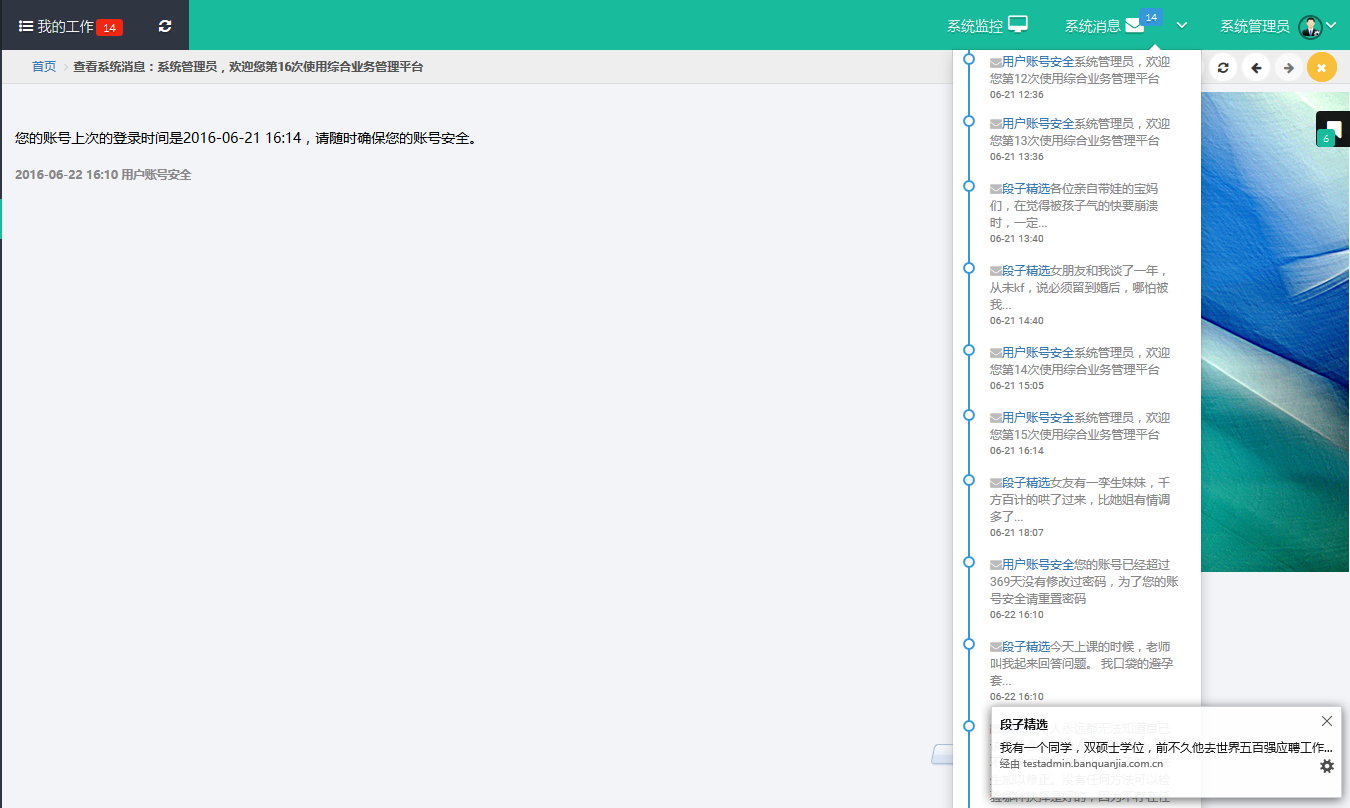 我的工作 14
系统监控
系统消息 14
系统管理员
首页 查看系统消息：系统管理员，欢迎您第16次使用综合业务管理平台
您的账号上次的登录时间是2016-06-21 16:14，请随时确保您的账号安全。
2016-06-22 16:10 用户账号安全
用户账号安全系统管理员，欢迎
您第12次使用综合业务管理平台
06-21 12:36
用户账号安全系统管理员，欢迎
您第13次使用综合业务管理平台
06-21 13:36
段子精选各位亲自带娃的宝妈
们，在觉得被孩子气的快要崩溃
时，一定...
06-21 13:40
段子精选女朋友和我谈了一年，
从未kf，说必须留到婚后，哪怕被
我...
06-21 14:40
用户账号安全系统管理员，欢迎
您第14次使用综合业务管理平台
06-21 15:05
用户账号安全系统管理员，欢迎
您第15次使用综合业务管理平台
06-21 16:14
段子精选女友有一孪生妹妹，千
方百计的哄了过来，比她姐有情调
多了...
06-21 18:07
用户账号安全您的账号已经超过
369天没有修改过密码，为了您的账
号安全请重置密码
06-22 16:10
段子精选今天上课的时候，老师
叫我起来回答问题。 我口袋的避孕
套...
06-22 16:10
6
段子精选
我有一个同学，双硕士学位，前不久他去世界五百强应聘工作...
经由 testadmin.banquanjia.com.cn